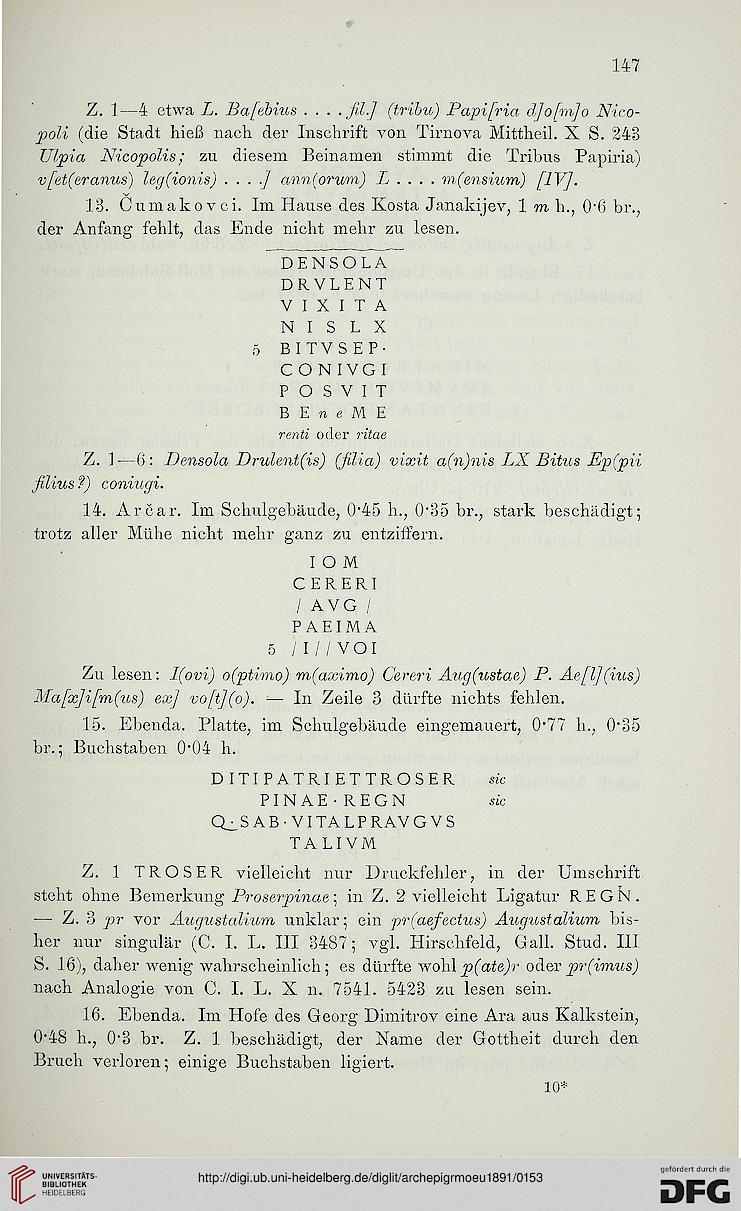 147
Z. 1—4 etwa L. Ba[ebius . . . . fil.] (tribu) Papi[ria d]o[m]o Nico-
poli (die Stadt hieß nach der Inschrift von Tirnova Mittheil. X S. 243
Ulpia Nicopolis; zu diesem Beinamen stimmt die Tribus Papiria)
v[et(eranus) leg(ionis) . . . .] ann(orum) L . . . . m(ensium) [IV].
13. Čumakovci. Im Hause des Kosta Janakijev, 1 m h., 0·6 br.,
der Anfang fehlt, das Ende nicht mehr zu lesen.
DENSOLA
DRVLENT
VIXIT A
NIS LX
5 BITVSEP·
CONIVGI
POSVIT
BEneME
renti oder ritae
Z. 1—6: Densola Drulent(is) (filia) vixit a(n)nis LX Bitus Ep(pii
filius?) coniugi.
14. Arčar. Im Schulgebäude, 0·45 h., 0·35 br., stark beschädigt;
trotz aller Mühe nicht mehr ganz zu entziffern.
I O M
CERERI
/ AVG /
PAEIMA
5 / I / / VOI
Zu lesen: I(ovi) o(ptimo) m(aximo) Cereri Aug(ustae) P. Ae[l](ius)
Ma[x]i[m(us) ex] vo[t](o). — In Zeile 3 dürfte nichts fehlen.
15. Ebenda. Platte, im Schulgebäude eingemauert, 0·77 h., 0·35
br.; Buchstaben 0·04 h.
DITIPATRIETTROSER sic
PINAE·REGN sic
Q·SAB·VITALPRAVGVS
TALIVM
Z. 1 TROSER vielleicht nur Druckfehler, in der Umschrift
steht ohne Bemerkung Proserpinae; in Z. 2 vielleicht Ligatur REGN.
— Z. 3 pr vor Augustalium unklar; ein pr(aefectus) Augustalium bis-
her nur singulär (C. I. L. III 3487; vgl. Hirschfeld, Gall. Stud. III
S. 16), daher wenig wahrscheinlich; es dürfte wohl p(ate)r oder pr(imus)
nach Analogie von C. I. L. X n. 7541. 5423 zu lesen sein.
16. Ebenda. Im Hofe des Georg Dimitrov eine Ara aus Kalkstein,
0·48 h., 0·3 br. Z. 1 beschädigt, der Name der Gottheit durch den
Bruch verloren; einige Buchstaben ligiert.
10*
UNIVERSITÄTS-
BIBLIOTHEK
HEIDELBERG
http://digi.ub.uni-heidelberg.de/diglit/archepigrmoeu1891/0153
gefördert durch die
DFG